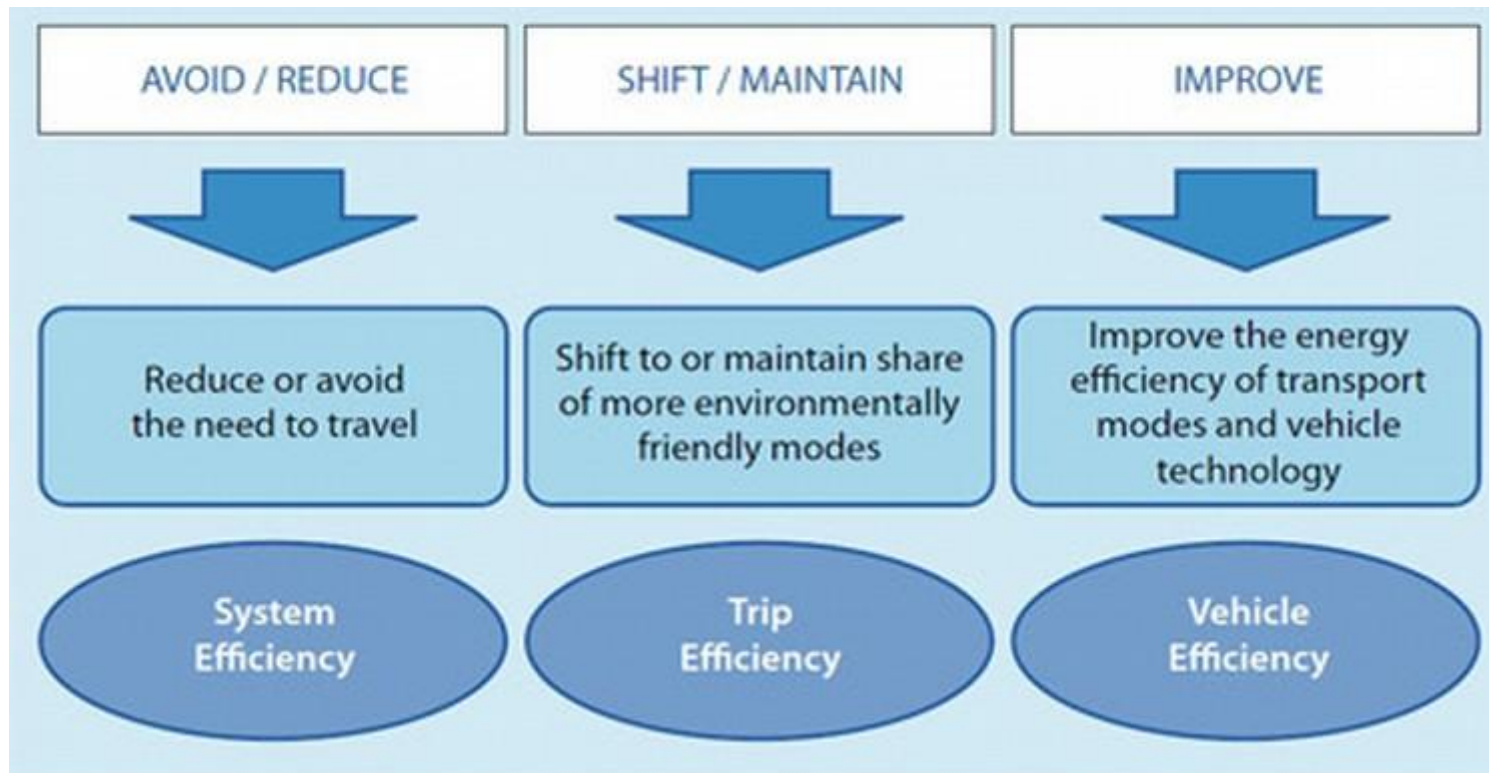 AVOID / REDUCE
SHIFT / MAINTAIN
IMPROVE
Reduce or avoid
the need to travel
Shift to or maintain share
of more environmentally
friendly modes
Improve the energy
efficiency of transport
modes and vehicle
technology
System
Efficiency
Trip
Efficiency
Vehicle
Efficiency